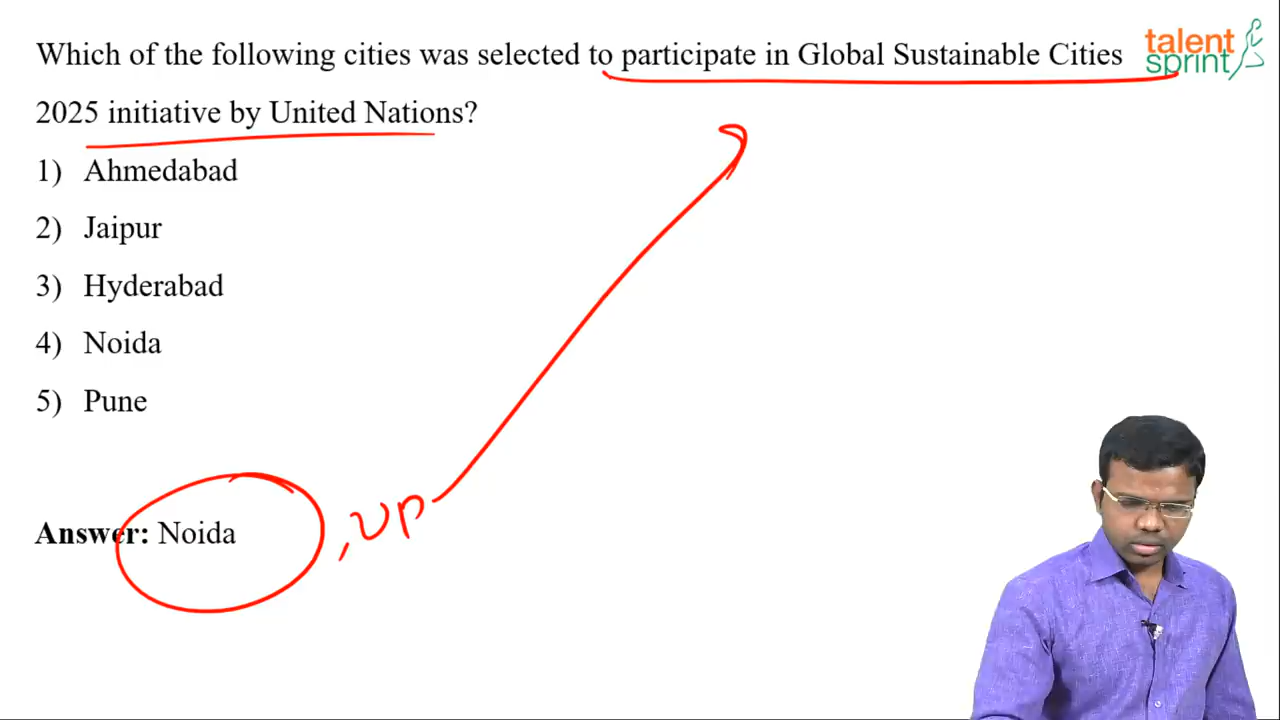 Which of the following cities was selected to participate in Global Sustainable Cities
2025 initiative by United Nations?
1) Ahmedabad
2) Jaipur
3) Hyderabad
4) Noida
5) Pune
Answer: Noida , UP
talent
sprint